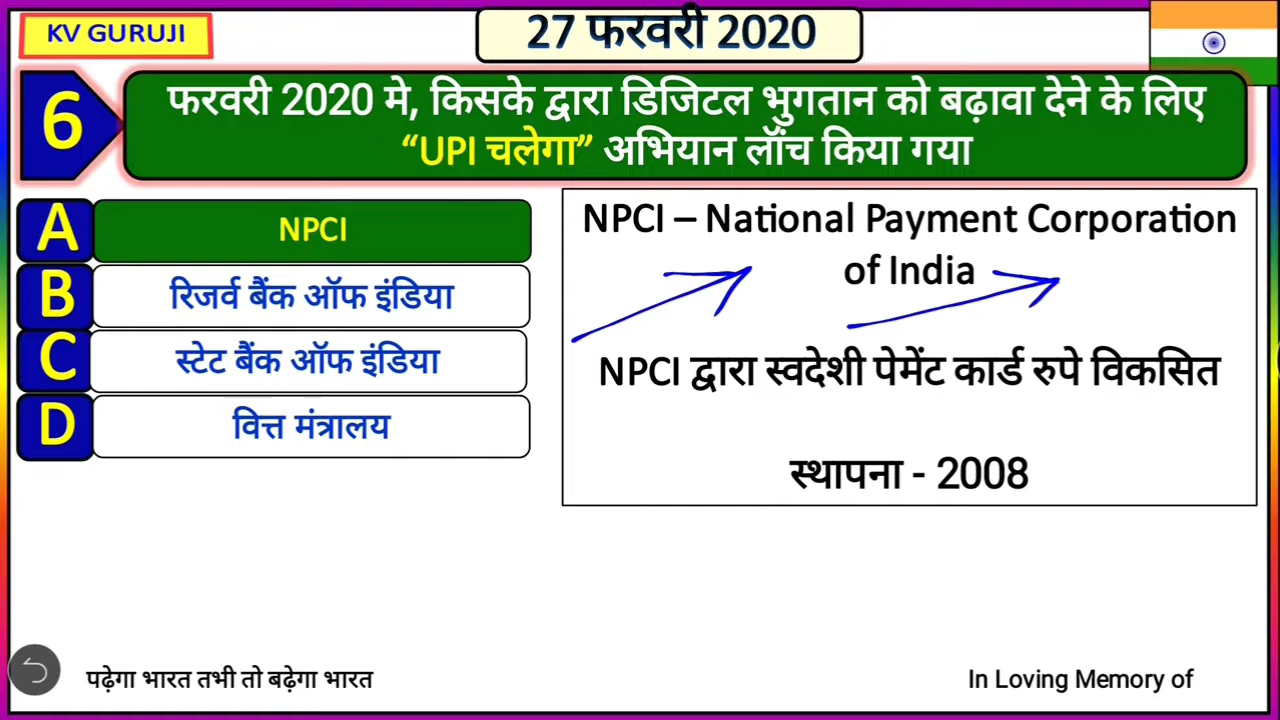 KV GURUJI
27 फरवरी 2020
6
फरवरी 2020 मे, किसके द्वारा डिजिटल भुगतान को बढ़ावा देने के लिए
“UPI चलेगा” अभियान लॉंच किया गया
A NPCI
B रिजर्व बैंक ऑफ इंडिया
C स्टेट बैंक ऑफ इंडिया
D वित्त मंत्रालय
NPCI – National Payment Corporation
of India
NPCI द्वारा स्वदेशी पेमेंट कार्ड रुपे विकसित
स्थापना - 2008
पढ़ेगा भारत तभी तो बढ़ेगा भारत
In Loving Memory of